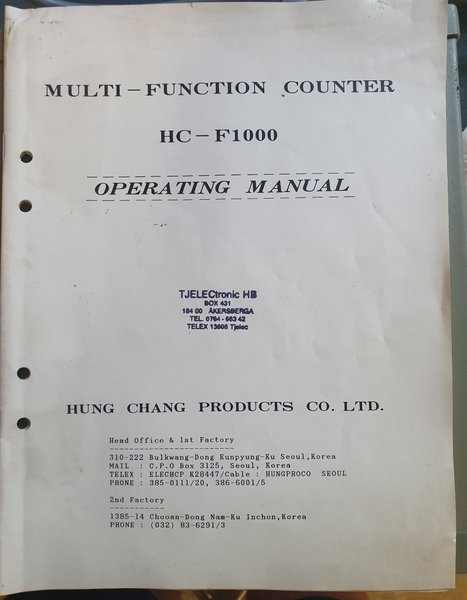 MULTI-FUNCTION COUNTER
HC-F1000
OPERATING MANUAL
TJELECtronic HB
BOX 431
184 00 ÅKERSBERGA
TEL. 0764 - 663 42
TELEX 13608 Tjelec
HUNG CHANG PRODUCTS CO. LTD.
Head Office & 1st Factory
310-222 Bulkwang-Dong Eunpyung-Ku Seoul,Korea
MAIL : C.P.O Box 3125, Seoul, Korea
TELEX : ELECHCP K28447/Cable : HUNGPROCO SEOUL
PHONE : 385-0111/20, 386-6001/5
2nd Factory
1385-14 Chooan-Dong Nam-Ku Inchon,Korea
PHONE : (032) 83-6291/3